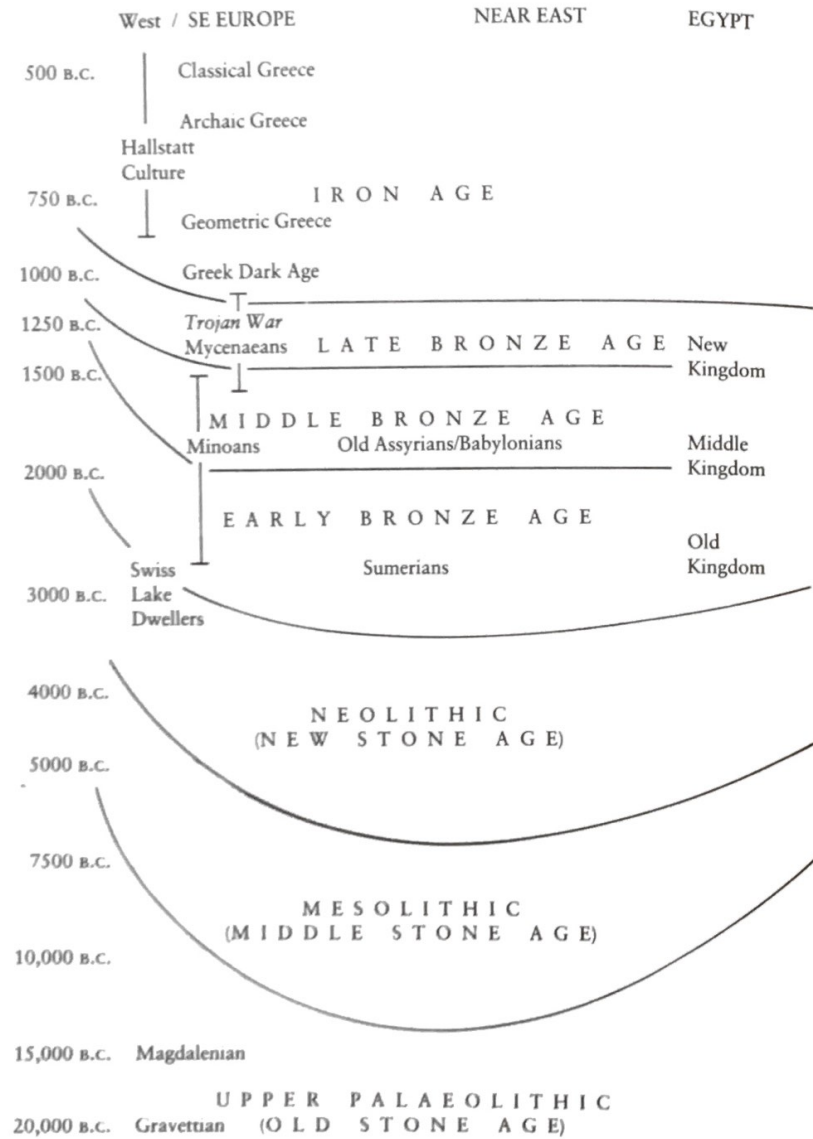 West / SE EUROPE NEAR EAST EGYPT
500 B.C. Classical Greece
Archaic Greece
Hallstatt
Culture
750 B.C. IRON AGE
Geometric Greece
1000 B.C. Greek Dark Age
1250 B.C. Trojan War
Mycenaeans LATE BRONZE AGE New
1500 B.C. Kingdom
MIDDLE BRONZE AGE
Minoans Old Assyrians/Babylonians Middle
2000 B.C. Kingdom
EARLY BRONZE AGE
Old
Swiss Sumerians Kingdom
3000 B.C. Lake
Dwellers
4000 B.C.
NEOLITHIC
(NEW STONE AGE)
5000 B.C.
7500 B.C.
MESOLITHIC
(MIDDLE STONE AGE)
10,000 B.C.
15,000 B.C. Magdalenian
UPPER PALAEOLITHIC
20,000 B.C. Gravettian (OLD STONE AGE)